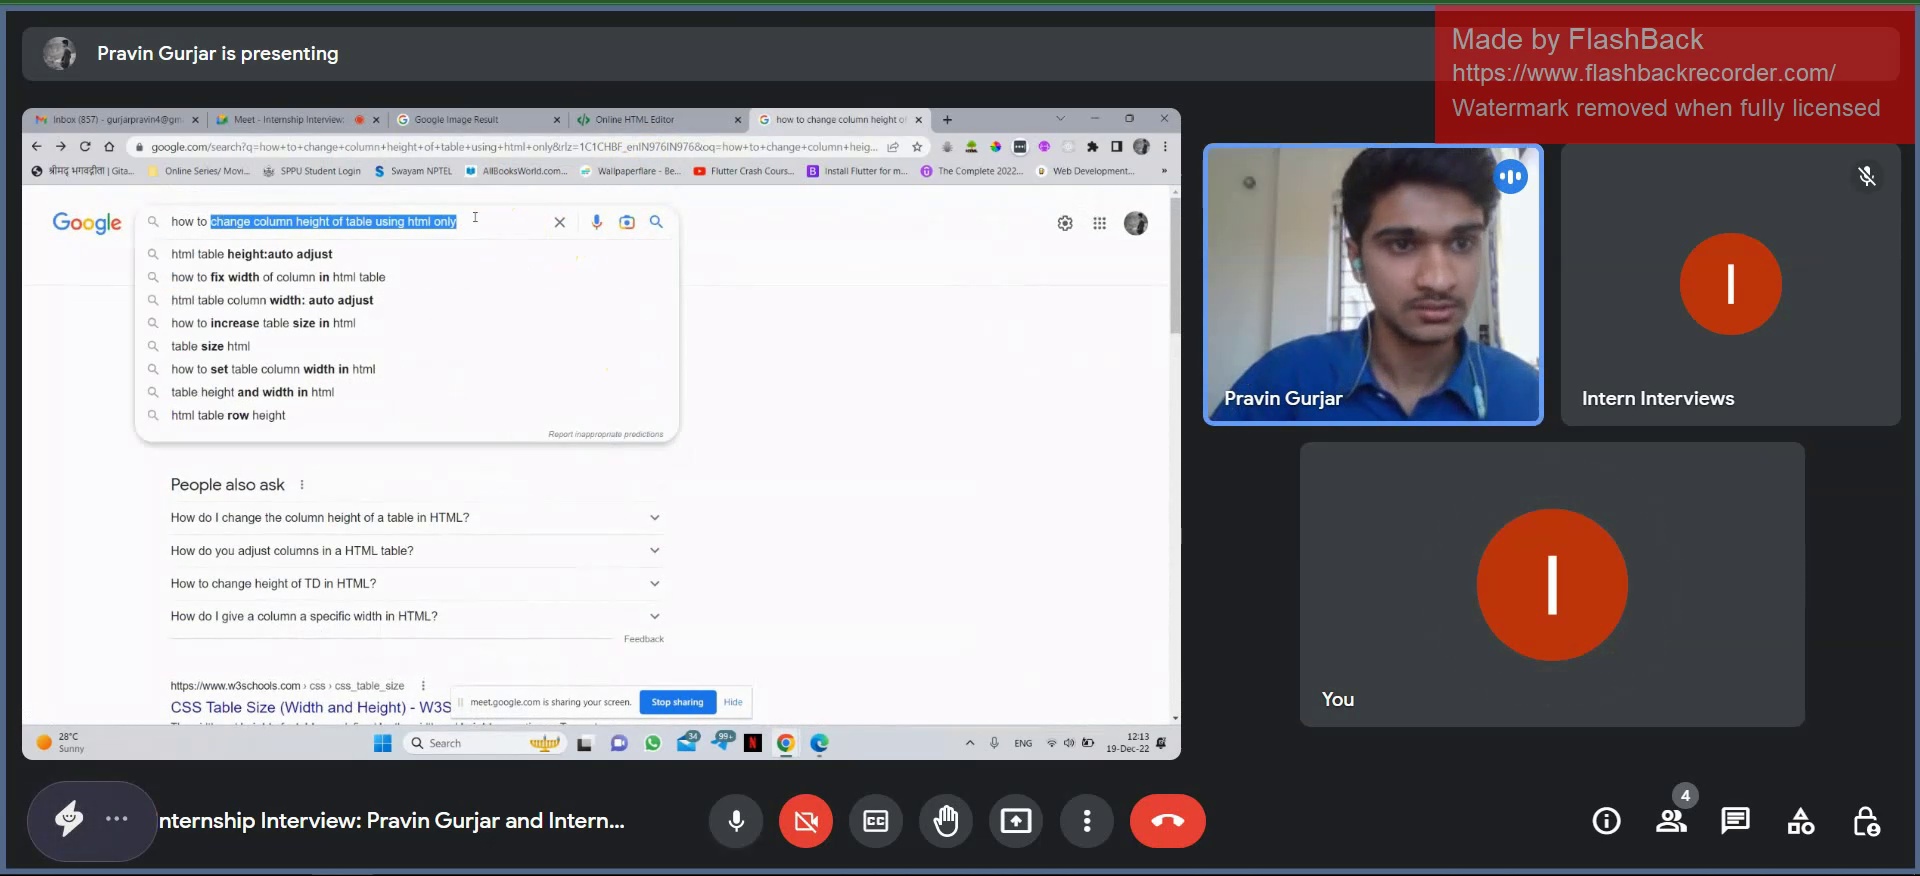 Pravin Gurjar is presenting
Made by FlashBack
https://www.flashbackrecorder.com/
Watermark removed when fully licensed
Inbox (857) - gurjarpravin4@gm
Meet - Internship Interview:
Google Image Result
Online HTML Editor
how to change column height of
google.com/search?q=how+to+change+column+height+of+table+using+html+only&rlz=1C1CHBF_enIN976IN976&oq=how+to+change+column+heig...
श्रीमद् भगवद्गीता | Gita...
Online Series/ Movi...
SPPU Student Login
Swayam NPTEL
AllBooksWorld.com...
Wallpaperflare - Be...
Flutter Crash Cours...
Install Flutter for m...
The Complete 2022...
Web Development...
»
Google
how to change column height of table using html only
html table height:auto adjust
how to fix width of column in html table
html table column width: auto adjust
how to increase table size in html
table size html
how to set table column width in html
table height and width in html
html table row height
Report inappropriate predictions
People also ask
How do I change the column height of a table in HTML?
How do you adjust columns in a HTML table?
How to change height of TD in HTML?
How do I give a column a specific width in HTML?
Feedback
https://www.w3schools.com › css › css_table_size
CSS Table Size (Width and Height) - W3S
meet.google.com is sharing your screen.
Stop sharing
Hide
28°C
Sunny
Search
34
99+
N
ENG
12:13
19-Dec-22
Pravin Gurjar
I
Intern Interviews
I
You
nternship Interview: Pravin Gurjar and Intern...
CC
4